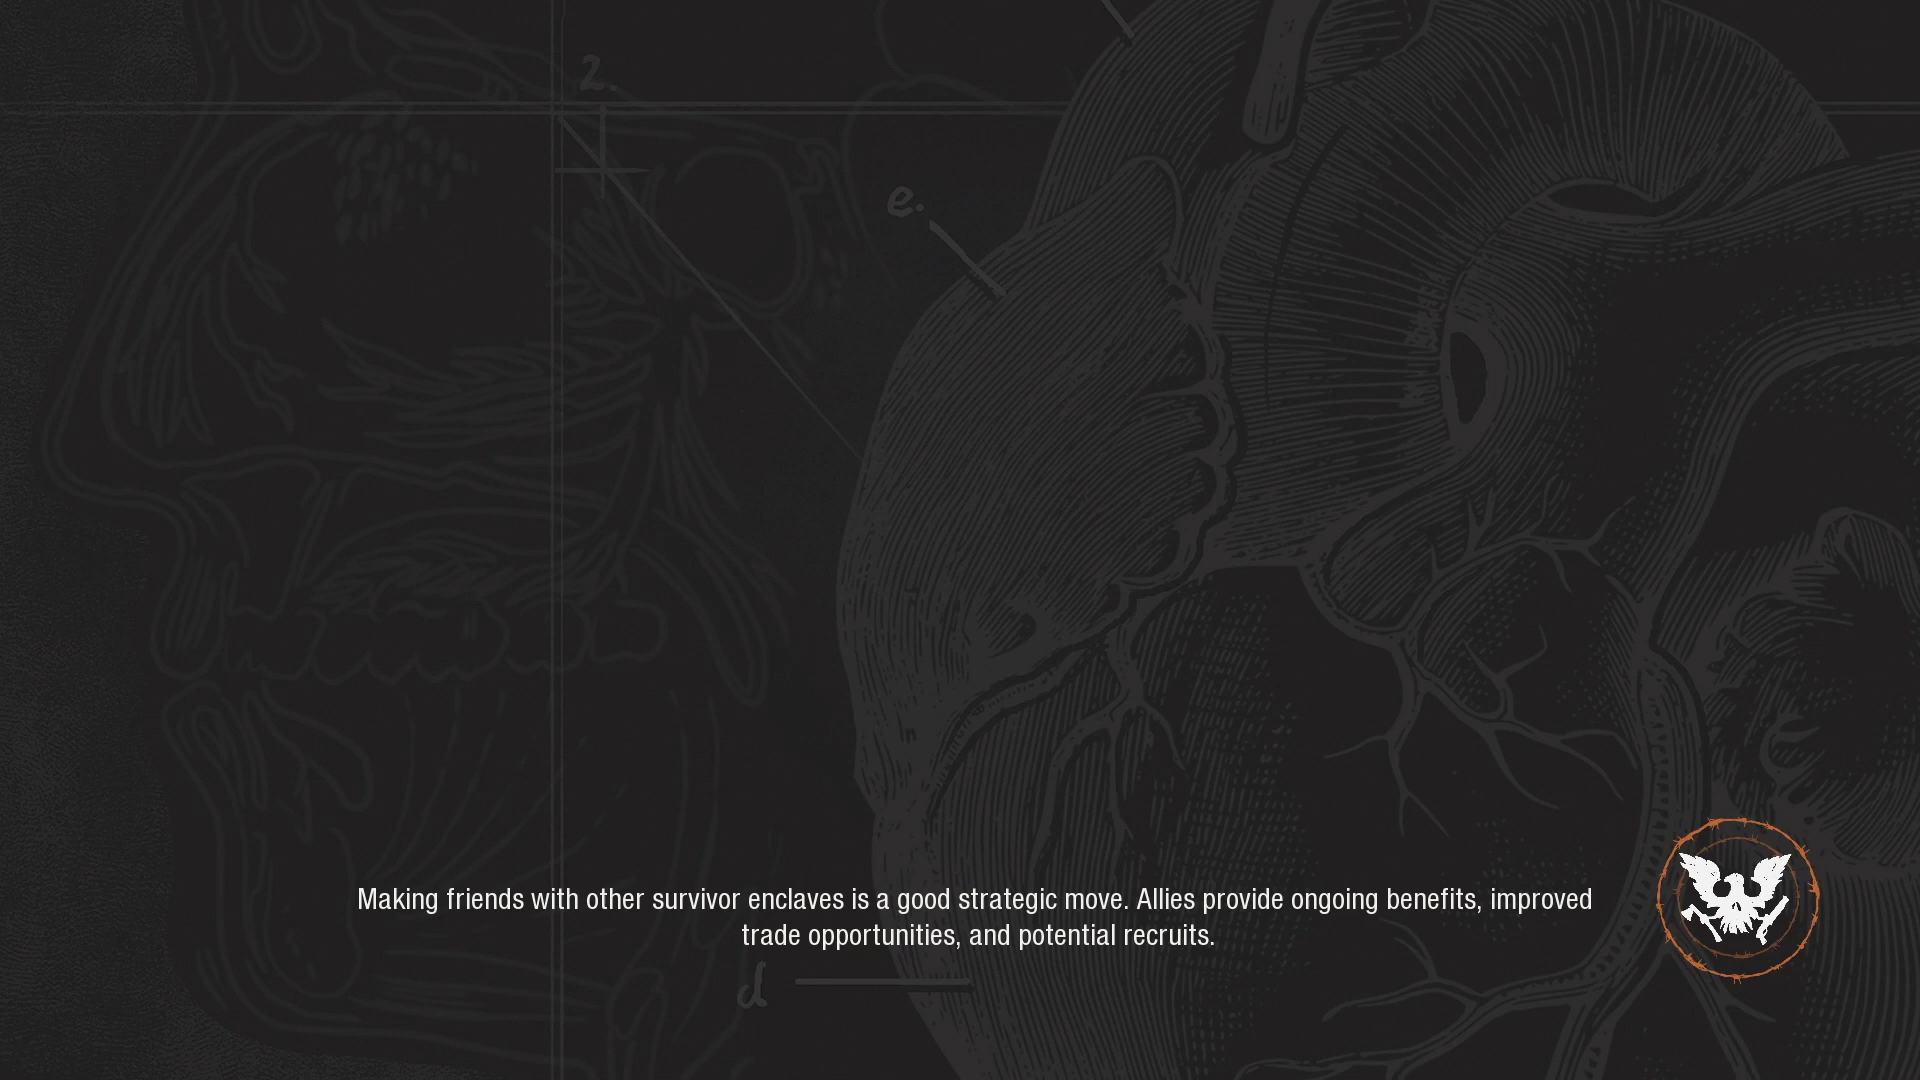 2.
e.
Making friends with other survivor enclaves is a good strategic move. Allies provide ongoing benefits, improved
trade opportunities, and potential recruits.
d